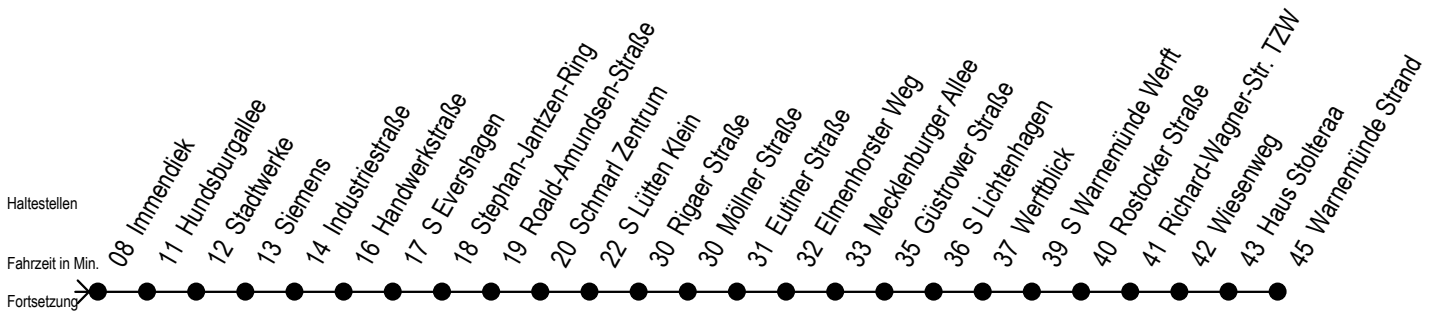 Haltestellen
Fahrzeit in Min.
Fortsetzung
08 Immendiek
11 Hundsburgallee
12 Stadtwerke
13 Siemens
14 Industriestraße
16 Handwerkstraße
17 S Evershagen
18 Stephan-Jantzen-Ring
19 Roald-Amundsen-Straße
20 Schmarl Zentrum
22 S Lütten Klein
30 Rigaer Straße
30 Möllner Straße
31 Eutiner Straße
32 Elmenhorster Weg
33 Mecklenburger Allee
35 Güstrower Straße
36 S Lichtenhagen
37 Werftblick
39 S Warnemünde Werft
40 Rostocker Straße
41 Richard-Wagner-Str. TZW
42 Wiesenweg
43 Haus Stolteraa
45 Warnemünde Strand